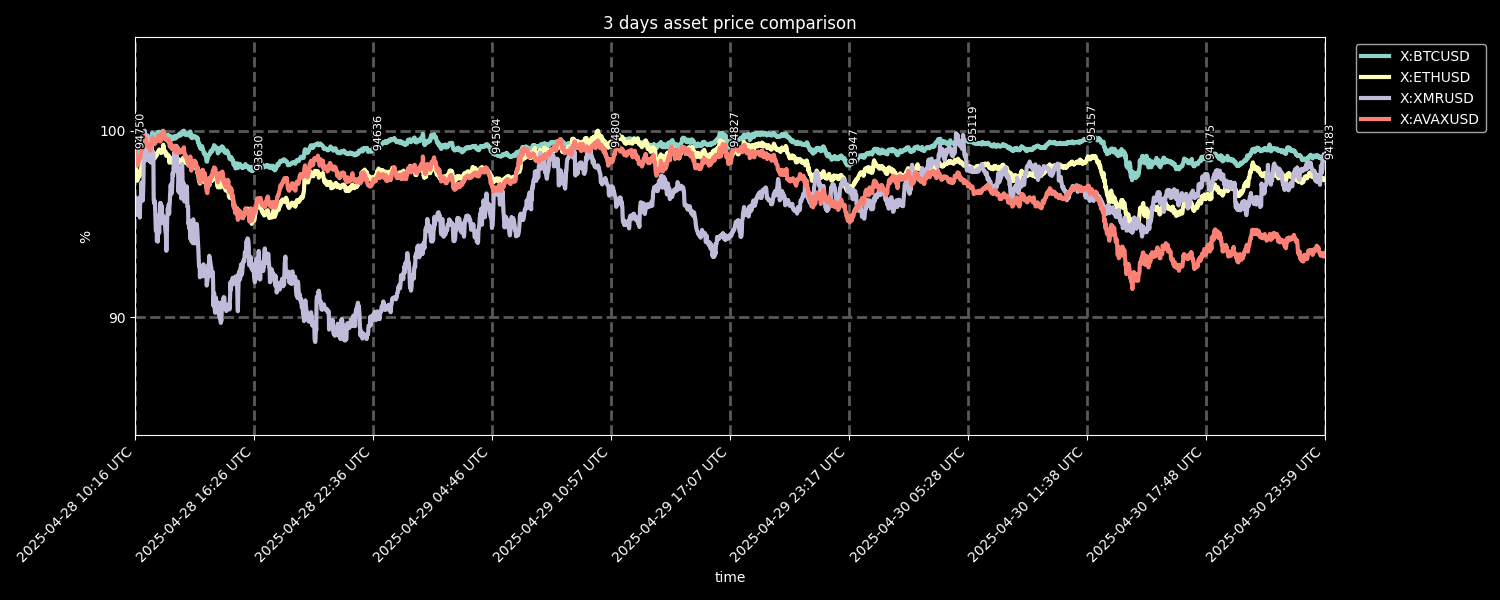 3 days asset price comparison
X:BTCUSD
X:ETHUSD
X:XMRUSD
X:AVAXUSD
100
90
%
94750
93630
94636
94504
94809
94827
93947
95119
95157
94175
94183
2025-04-28 10:16 UTC
2025-04-28 16:26 UTC
2025-04-28 22:36 UTC
2025-04-29 04:46 UTC
2025-04-29 10:57 UTC
2025-04-29 17:07 UTC
2025-04-29 23:17 UTC
2025-04-30 05:28 UTC
2025-04-30 11:38 UTC
2025-04-30 17:48 UTC
2025-04-30 23:59 UTC
time